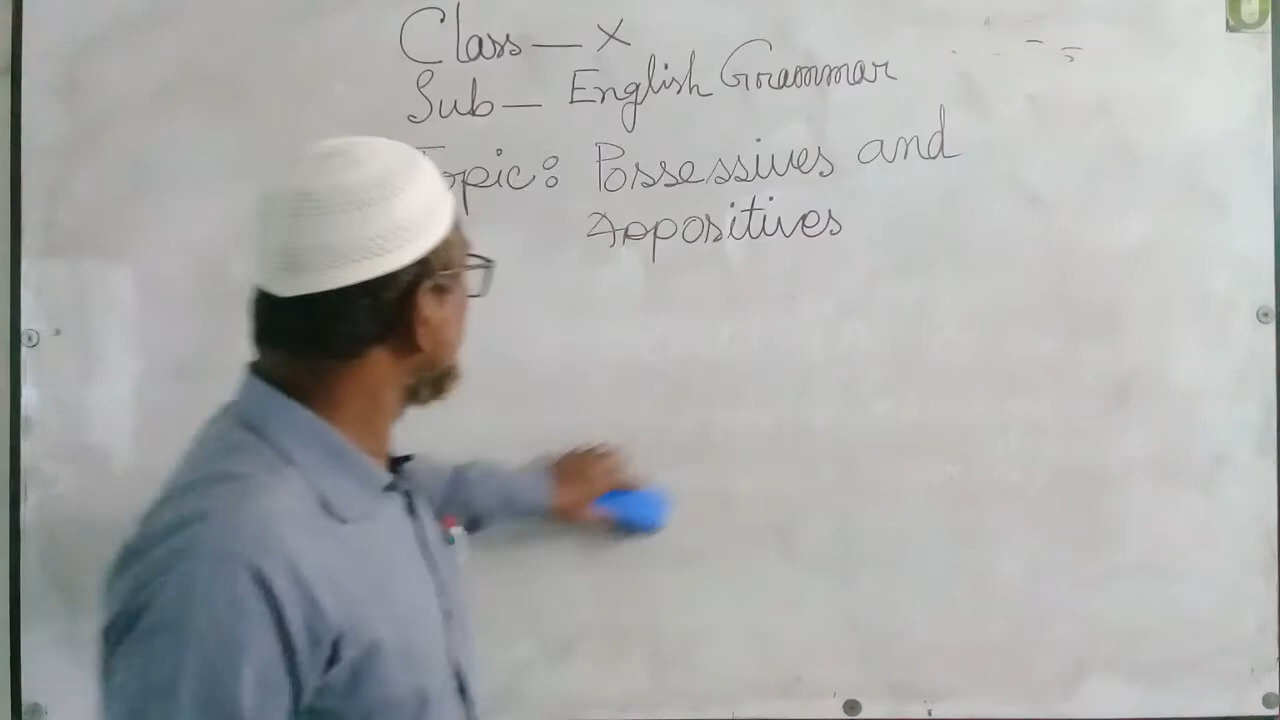 Class — X
Sub — English Grammar
Topic: Possessives and
Appositives